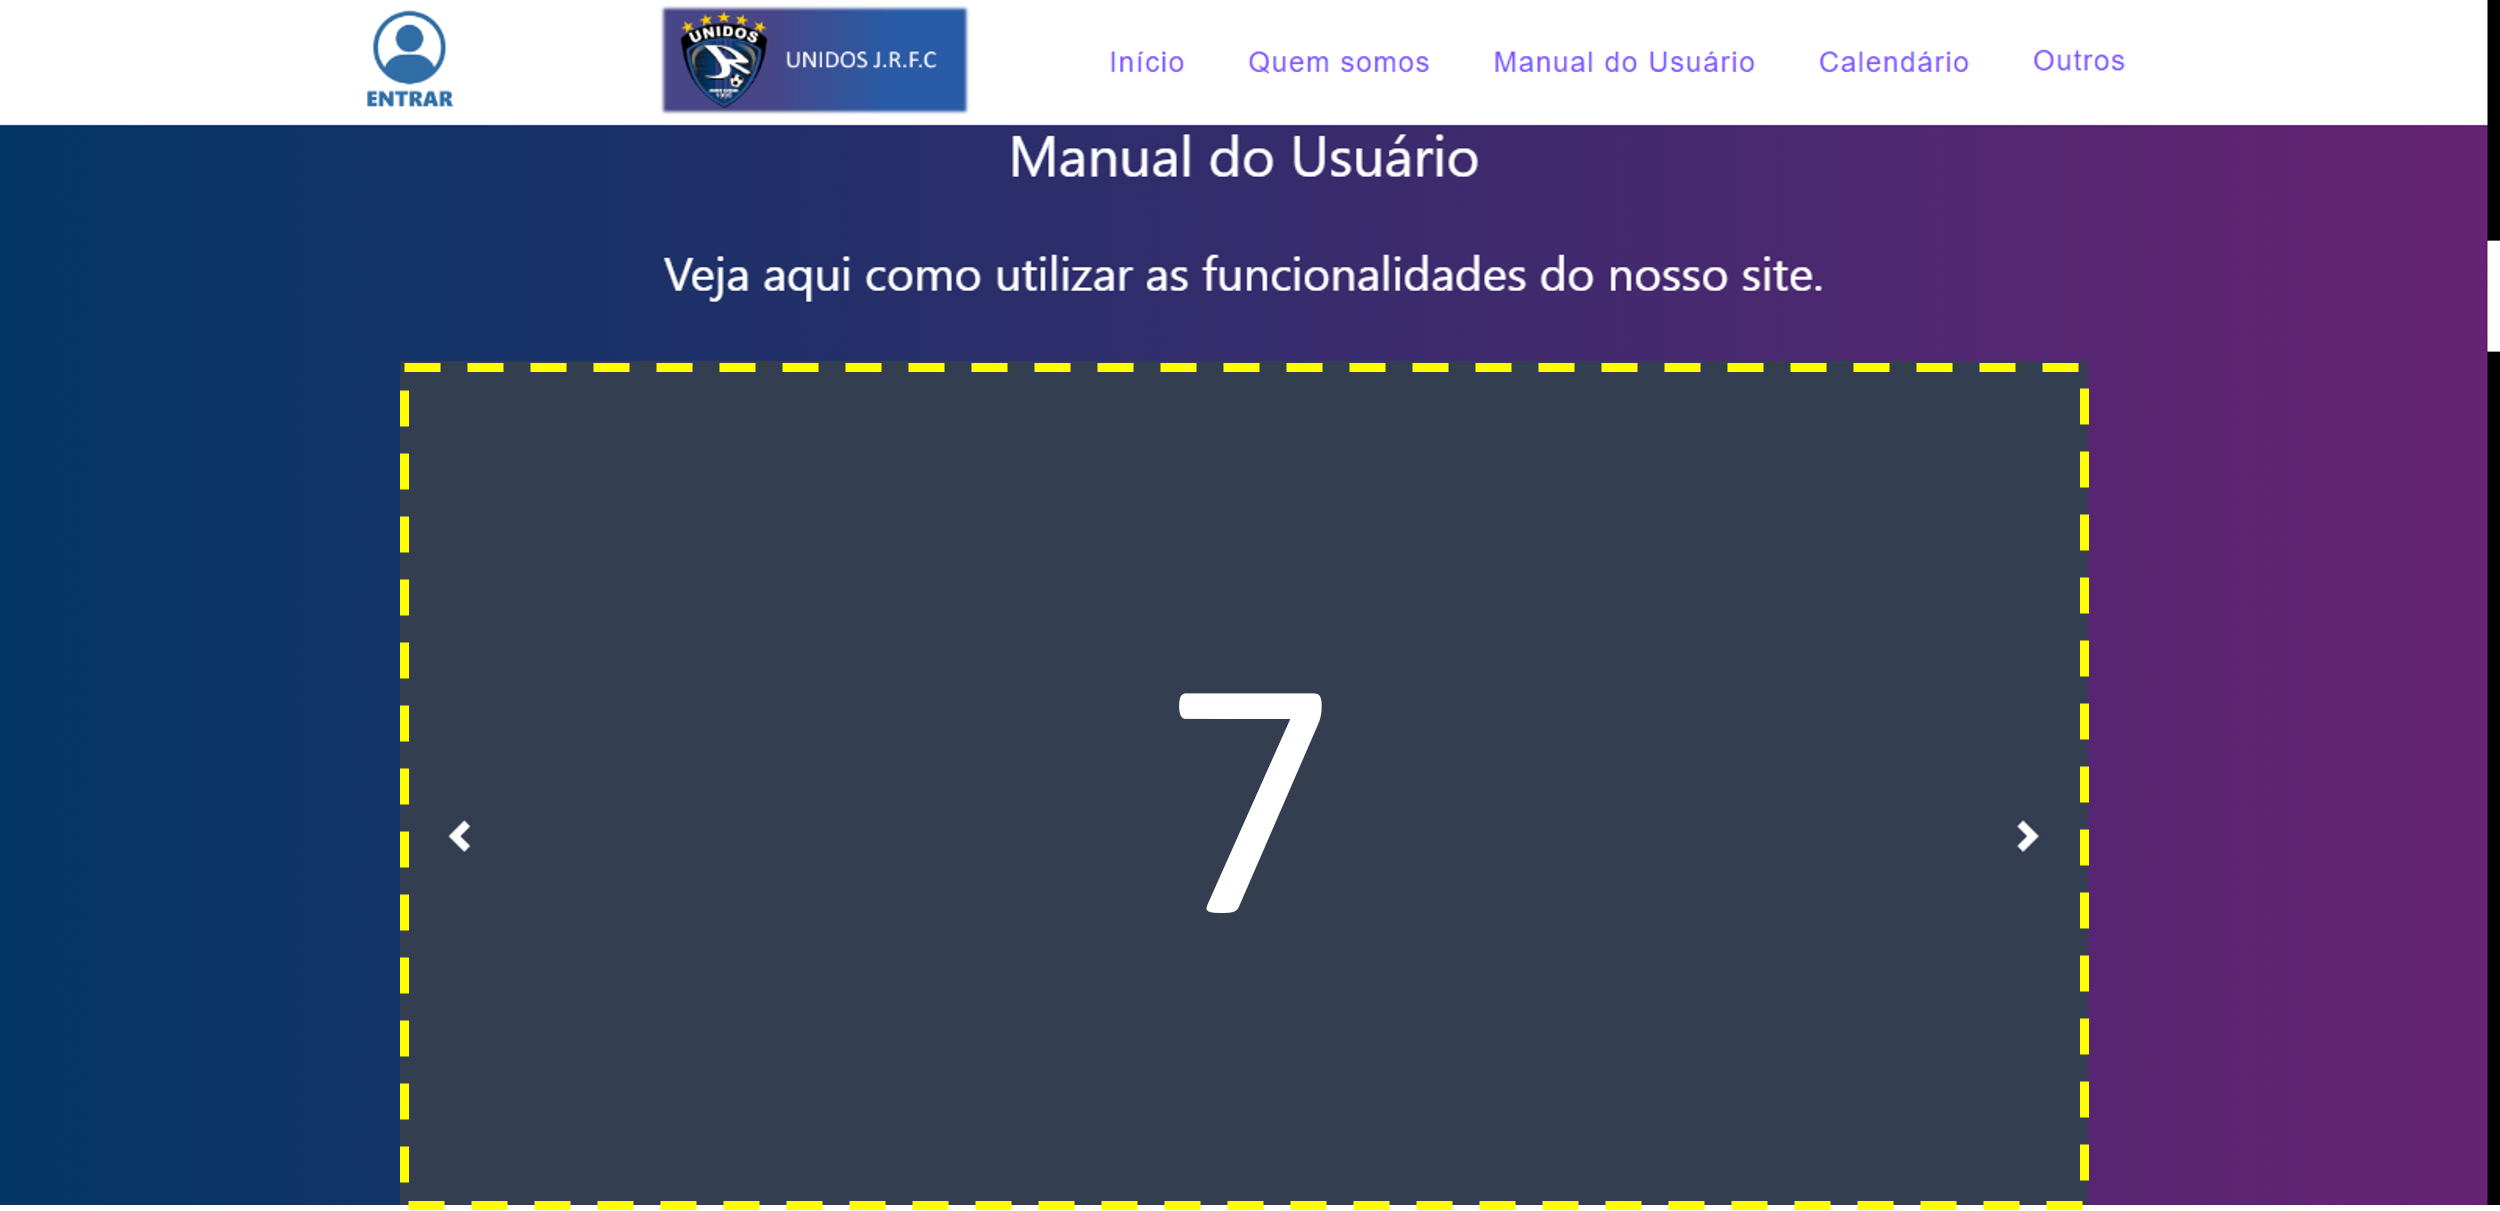 ENTRAR
UNIDOS
UNIDOS J.R.F.C
Início
Quem somos
Manual do Usuário
Calendário
Outros
Manual do Usuário
Veja aqui como utilizar as funcionalidades do nosso site.
7